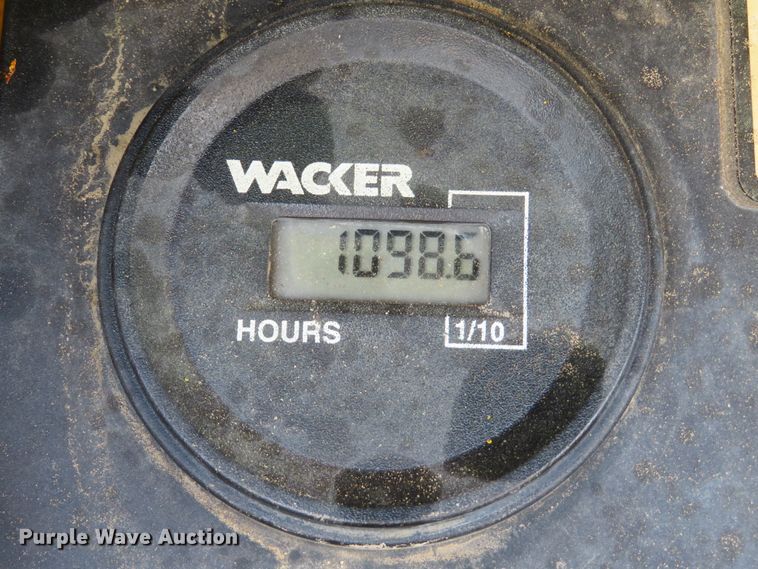 WACKER
1098.6
HOURS 1/10
Purple Wave Auction